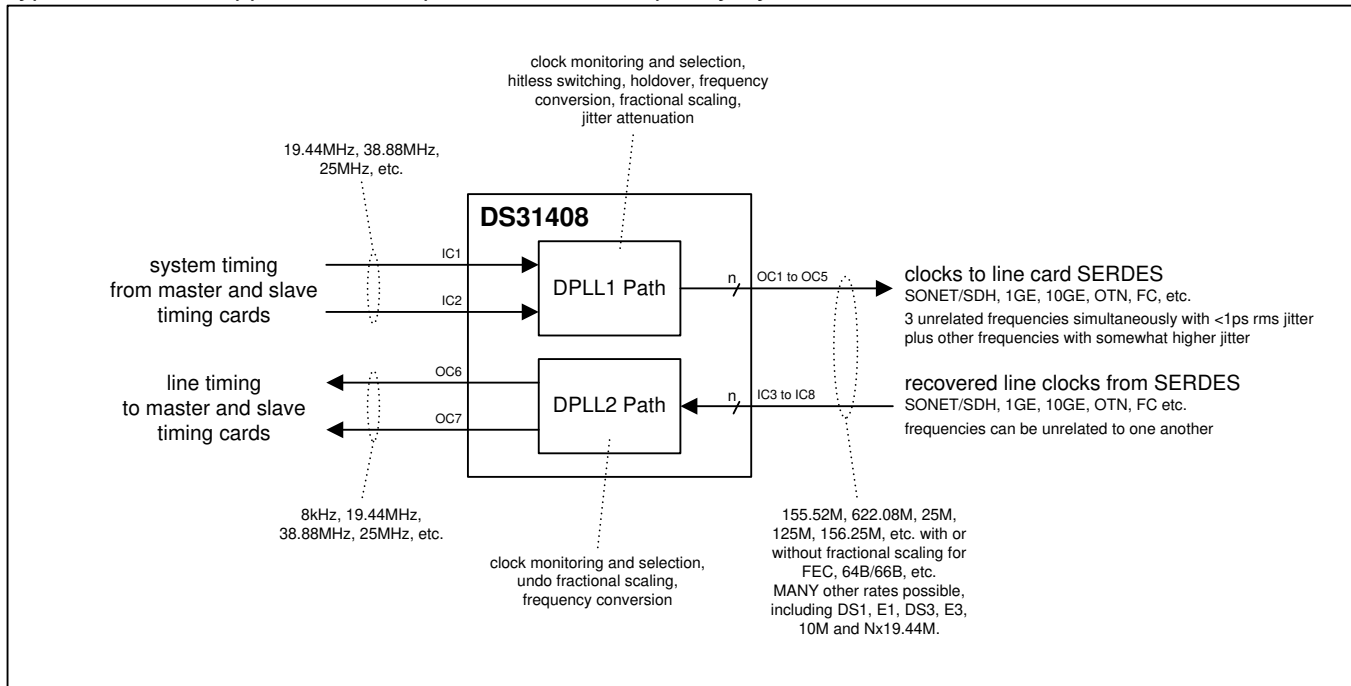 clock monitoring and selection,
hitless switching, holdover, frequency
conversion, fractional scaling,
jitter attenuation
19.44MHz, 38.88MHz,
25MHz, etc.
DS31408
system timing
from master and slave
timing cards
IC1
IC2
DPLL1 Path
n
OC1 to OC5
clocks to line card SERDES
SONET/SDH, 1GE, 10GE, OTN, FC, etc.
3 unrelated frequencies simultaneously with <1ps rms jitter
plus other frequencies with somewhat higher jitter
line timing
to master and slave
timing cards
OC6
OC7
DPLL2 Path
n
IC3 to IC8
recovered line clocks from SERDES
SONET/SDH, 1GE, 10GE, OTN, FC etc.
frequencies can be unrelated to one another
8kHz, 19.44MHz,
38.88MHz, 25MHz, etc.
clock monitoring and selection,
undo fractional scaling,
frequency conversion
155.52M, 622.08M, 25M,
125M, 156.25M, etc. with or
without fractional scaling for
FEC, 64B/66B, etc.
MANY other rates possible,
including DS1, E1, DS3, E3,
10M and Nx19.44M.